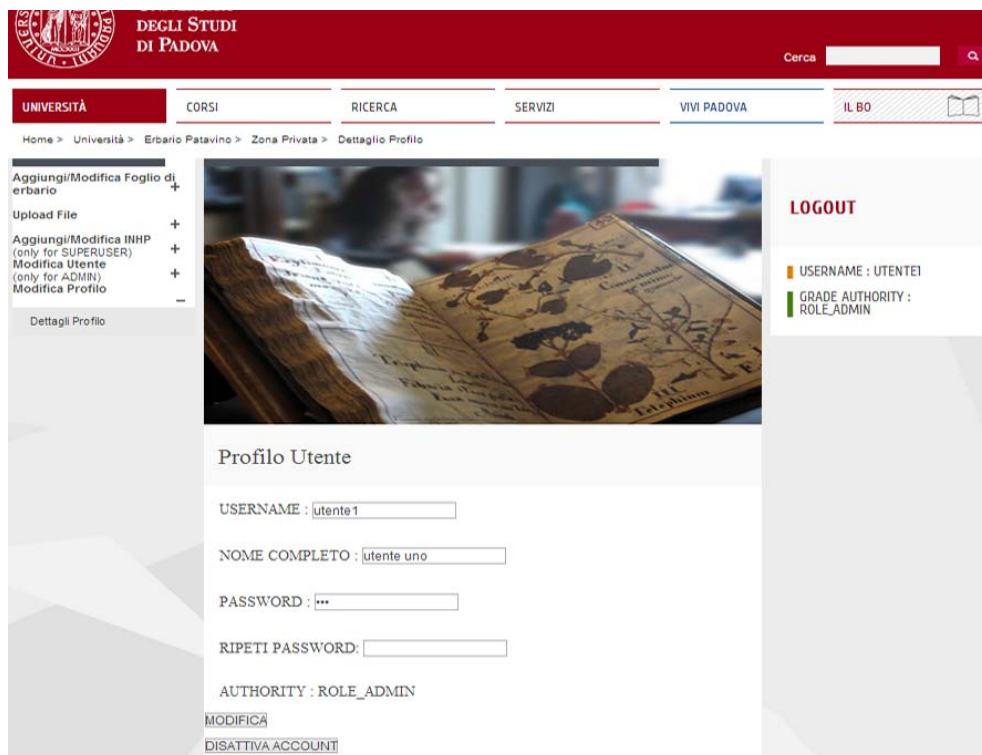 DEGLI STUDI
DI PADOVA
Cerca
UNIVERSITÀ
CORSI
RICERCA
SERVIZI
VIVI PADOVA
IL BO
Home > Università > Erbario Patavino > Zona Privata > Dettaglio Profilo
Aggiungi/Modifica Foglio di
erbario
+
Upload File
+
Aggiungi/Modifica INHP
(only for SUPERUSER)
+
Modifica Utente
(only for ADMIN)
+
Modifica Profilo
−
Dettagli Profilo
LOGOUT
USERNAME : UTENTE1
GRADE AUTHORITY :
ROLE_ADMIN
III
Telephium
Profilo Utente
USERNAME : utente1
NOME COMPLETO : utente uno
PASSWORD : •••
RIPETI PASSWORD:
AUTHORITY : ROLE_ADMIN
MODIFICA
DISATTIVA ACCOUNT